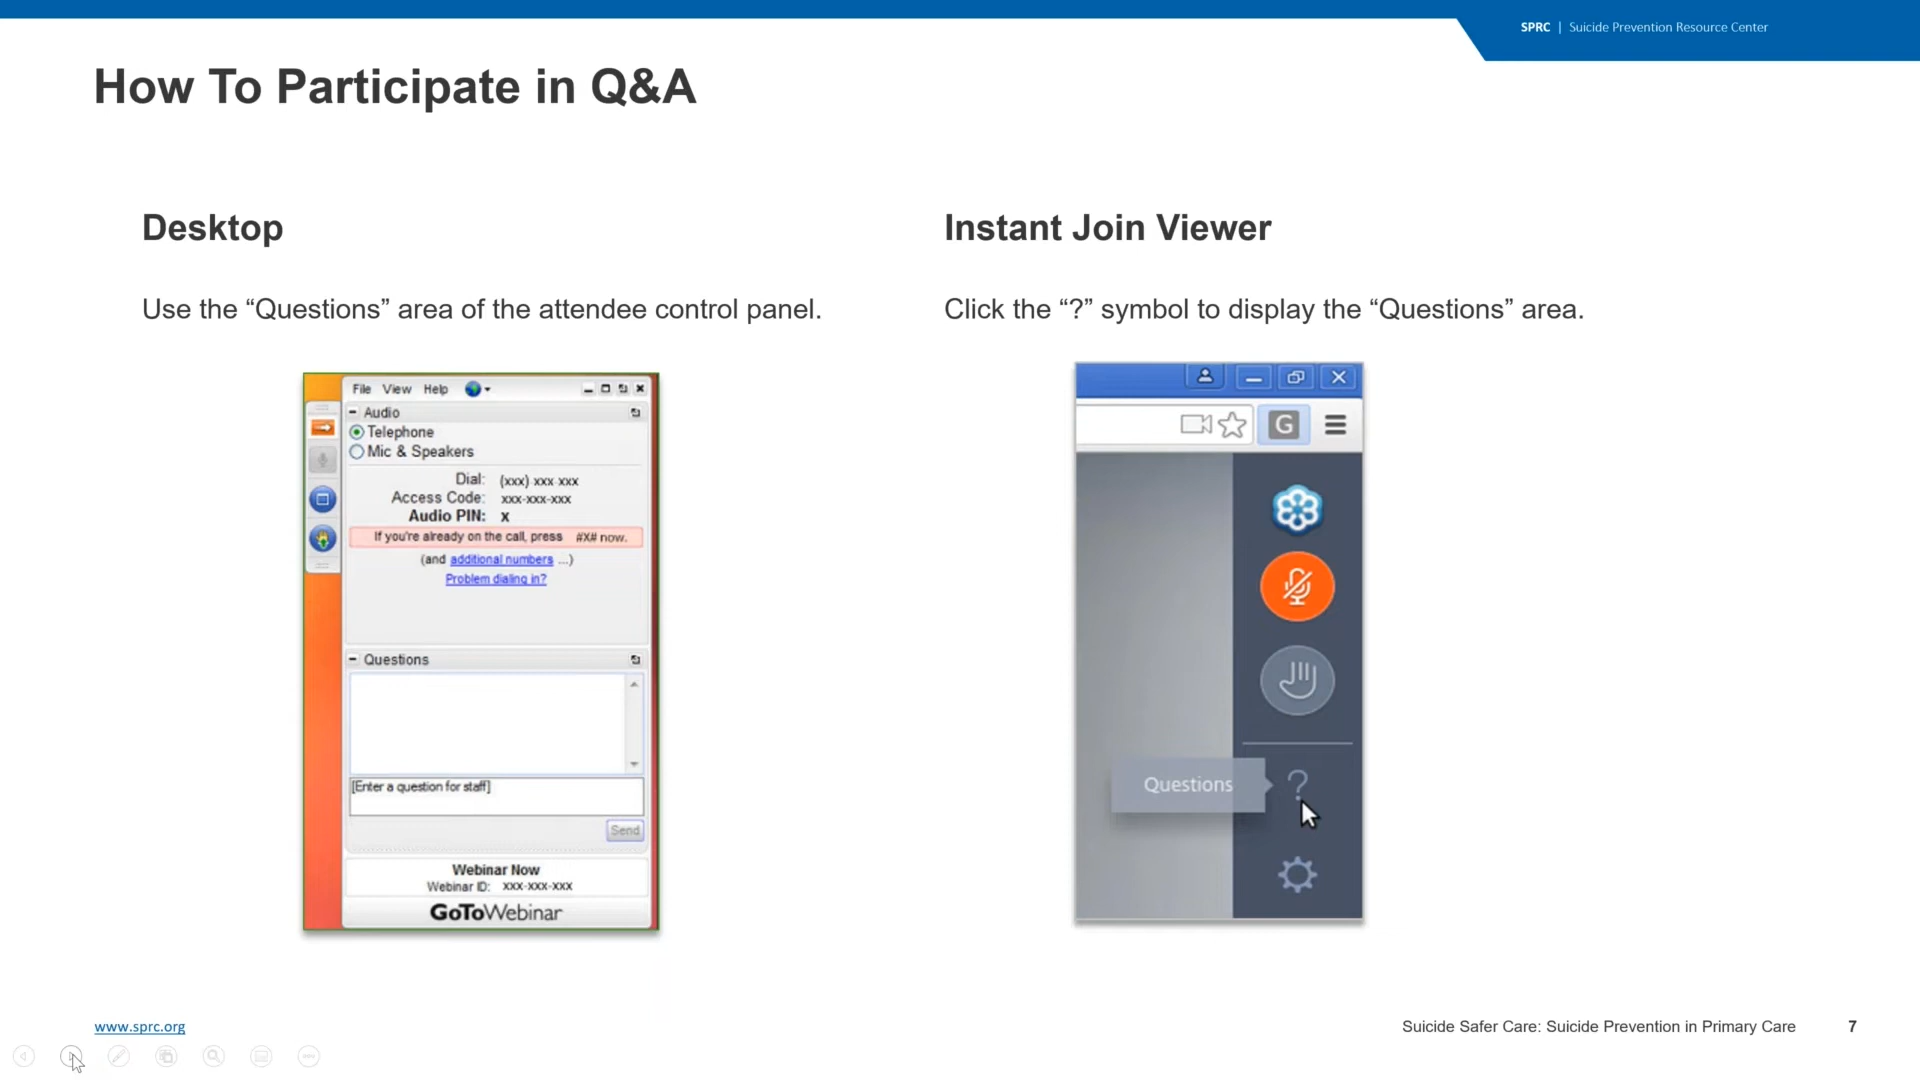 SPRC | Suicide Prevention Resource Center
How To Participate in Q&A
Desktop
Use the “Questions” area of the attendee control panel.
File View Help
Audio
Telephone
Mic & Speakers
Dial: (xxx) xxx xxx
Access Code: xxx-xxx-xxx
Audio PIN: x
If you're already on the call, press #X# now.
(and additional numbers ...)
Problem dialing in?
Questions
[Enter a question for staff]
Send
Webinar Now
Webinar ID: xxx-xxx-xxx
GoToWebinar
Instant Join Viewer
Click the “?” symbol to display the “Questions” area.
G
Questions ?
www.sprc.org
Suicide Safer Care: Suicide Prevention in Primary Care 7